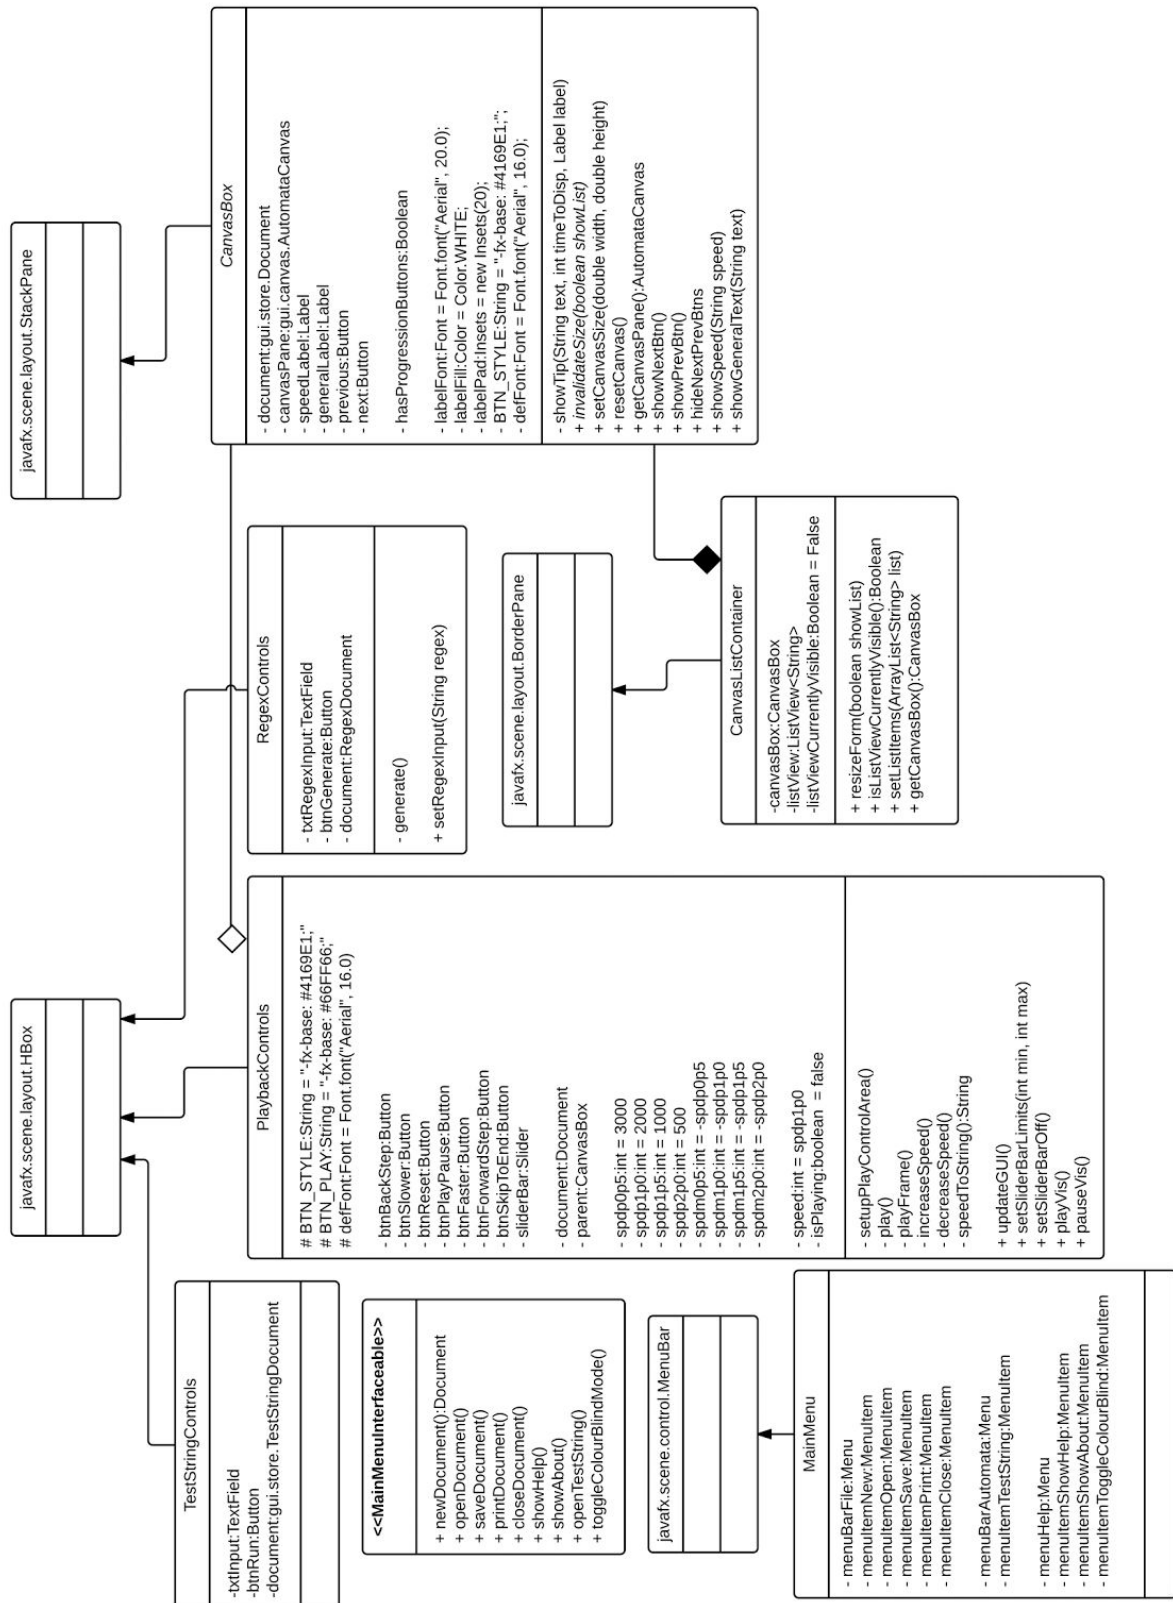 javafx.scene.layout.HBox
javafx.scene.layout.StackPane
TestStringControls
-txtInput:TextField
-btnRun:Button
-document:gui.store.TestStringDocument
PlaybackControls
# BTN_STYLE:String = "-fx-base: #4169E1;"
# BTN_PLAY:String = "-fx-base: #66FF66;"
# defFont:Font = Font.font("Aerial", 16.0)
- btnBackStep:Button
- btnSlower:Button
- btnReset:Button
- btnPlayPause:Button
- btnFaster:Button
- btnForwardStep:Button
- btnSkipToEnd:Button
- sliderBar:Slider
- document:Document
- parent:CanvasBox
- spdp0p5:int = 3000
- spdp1p0:int = 2000
- spdp1p5:int = 1000
- spdp2p0:int = 500
- spdm0p5:int = -spdp0p5
- spdm1p0:int = -spdp1p0
- spdm1p5:int = -spdp1p5
- spdm2p0:int = -spdp2p0
- speed:int = spdp1p0
- isPlaying:boolean = false
- setupPlayControlArea()
- play()
- playFrame()
- increaseSpeed()
- decreaseSpeed()
- speedToString():String
+ updateGUI()
+ setSliderBarLimits(int min, int max)
+ setSliderBarOff()
+ playVis()
+ pauseVis()
RegexControls
- txtRegexInput:TextField
- btnGenerate:Button
- document:RegexDocument
- generate()
+ setRegexInput(String regex)
CanvasBox
- document:gui.store.Document
- canvasPane:gui.canvas.AutomataCanvas
- speedLabel:Label
- generalLabel:Label
- previous:Button
- next:Button
- hasProgressionButtons:Boolean
- labelFont:Font = Font.font("Aerial", 20.0);
- labelFill:Color = Color.WHITE;
- labelPad:Insets = new Insets(20);
- BTN_STYLE:String = "-fx-base: #4169E1;";
- defFont:Font = Font.font("Aerial", 16.0);
- showTip(String text, int timeToDisp, Label label)
+ invalidateSize(boolean showList)
+ setCanvasSize(double width, double height)
+ resetCanvas()
+ getCanvasPane():AutomataCanvas
+ showNextBtn()
+ showPrevBtn()
+ hideNextPrevBtns
+ showSpeed(String speed)
+ showGeneralText(String text)
<<MainMenuInterfaceable>>
+ newDocument():Document
+ openDocument()
+ saveDocument()
+ printDocument()
+ closeDocument()
+ showHelp()
+ showAbout()
+ openTestString()
+ toggleColourBlindMode()
javafx.scene.layout.BorderPane
javafx.scene.control.MenuBar
CanvasListContainer
-canvasBox:CanvasBox
-listView:ListView<String>
-listViewCurrentlyVisible:Boolean = False
+ resizeForm(boolean showList)
+ isListViewCurrentlyVisible():Boolean
+ setListItems(ArrayList<String> list)
+ getCanvasBox():CanvasBox
MainMenu
- menuBarFile:Menu
- menuItemNew:MenuItem
- menuItemOpen:MenuItem
- menuItemSave:MenuItem
- menuItemPrint:MenuItem
- menuItemClose:MenuItem
- menuBarAutomata:Menu
- menuItemTestString:MenuItem
- menuHelp:Menu
- menuItemShowHelp:MenuItem
- menuItemShowAbout:MenuItem
- menuItemToggleColourBlind:MenuItem